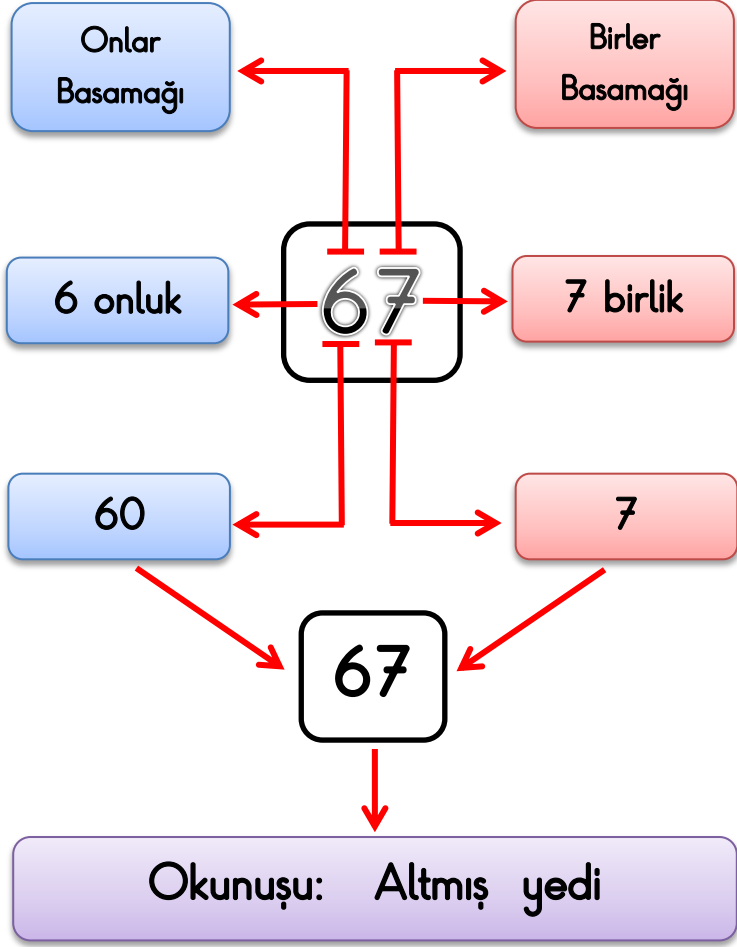 Onlar
Basamağı
Birler
Basamağı
67
6 onluk
7 birlik
60
7
67
Okunuşu: Altmış yedi